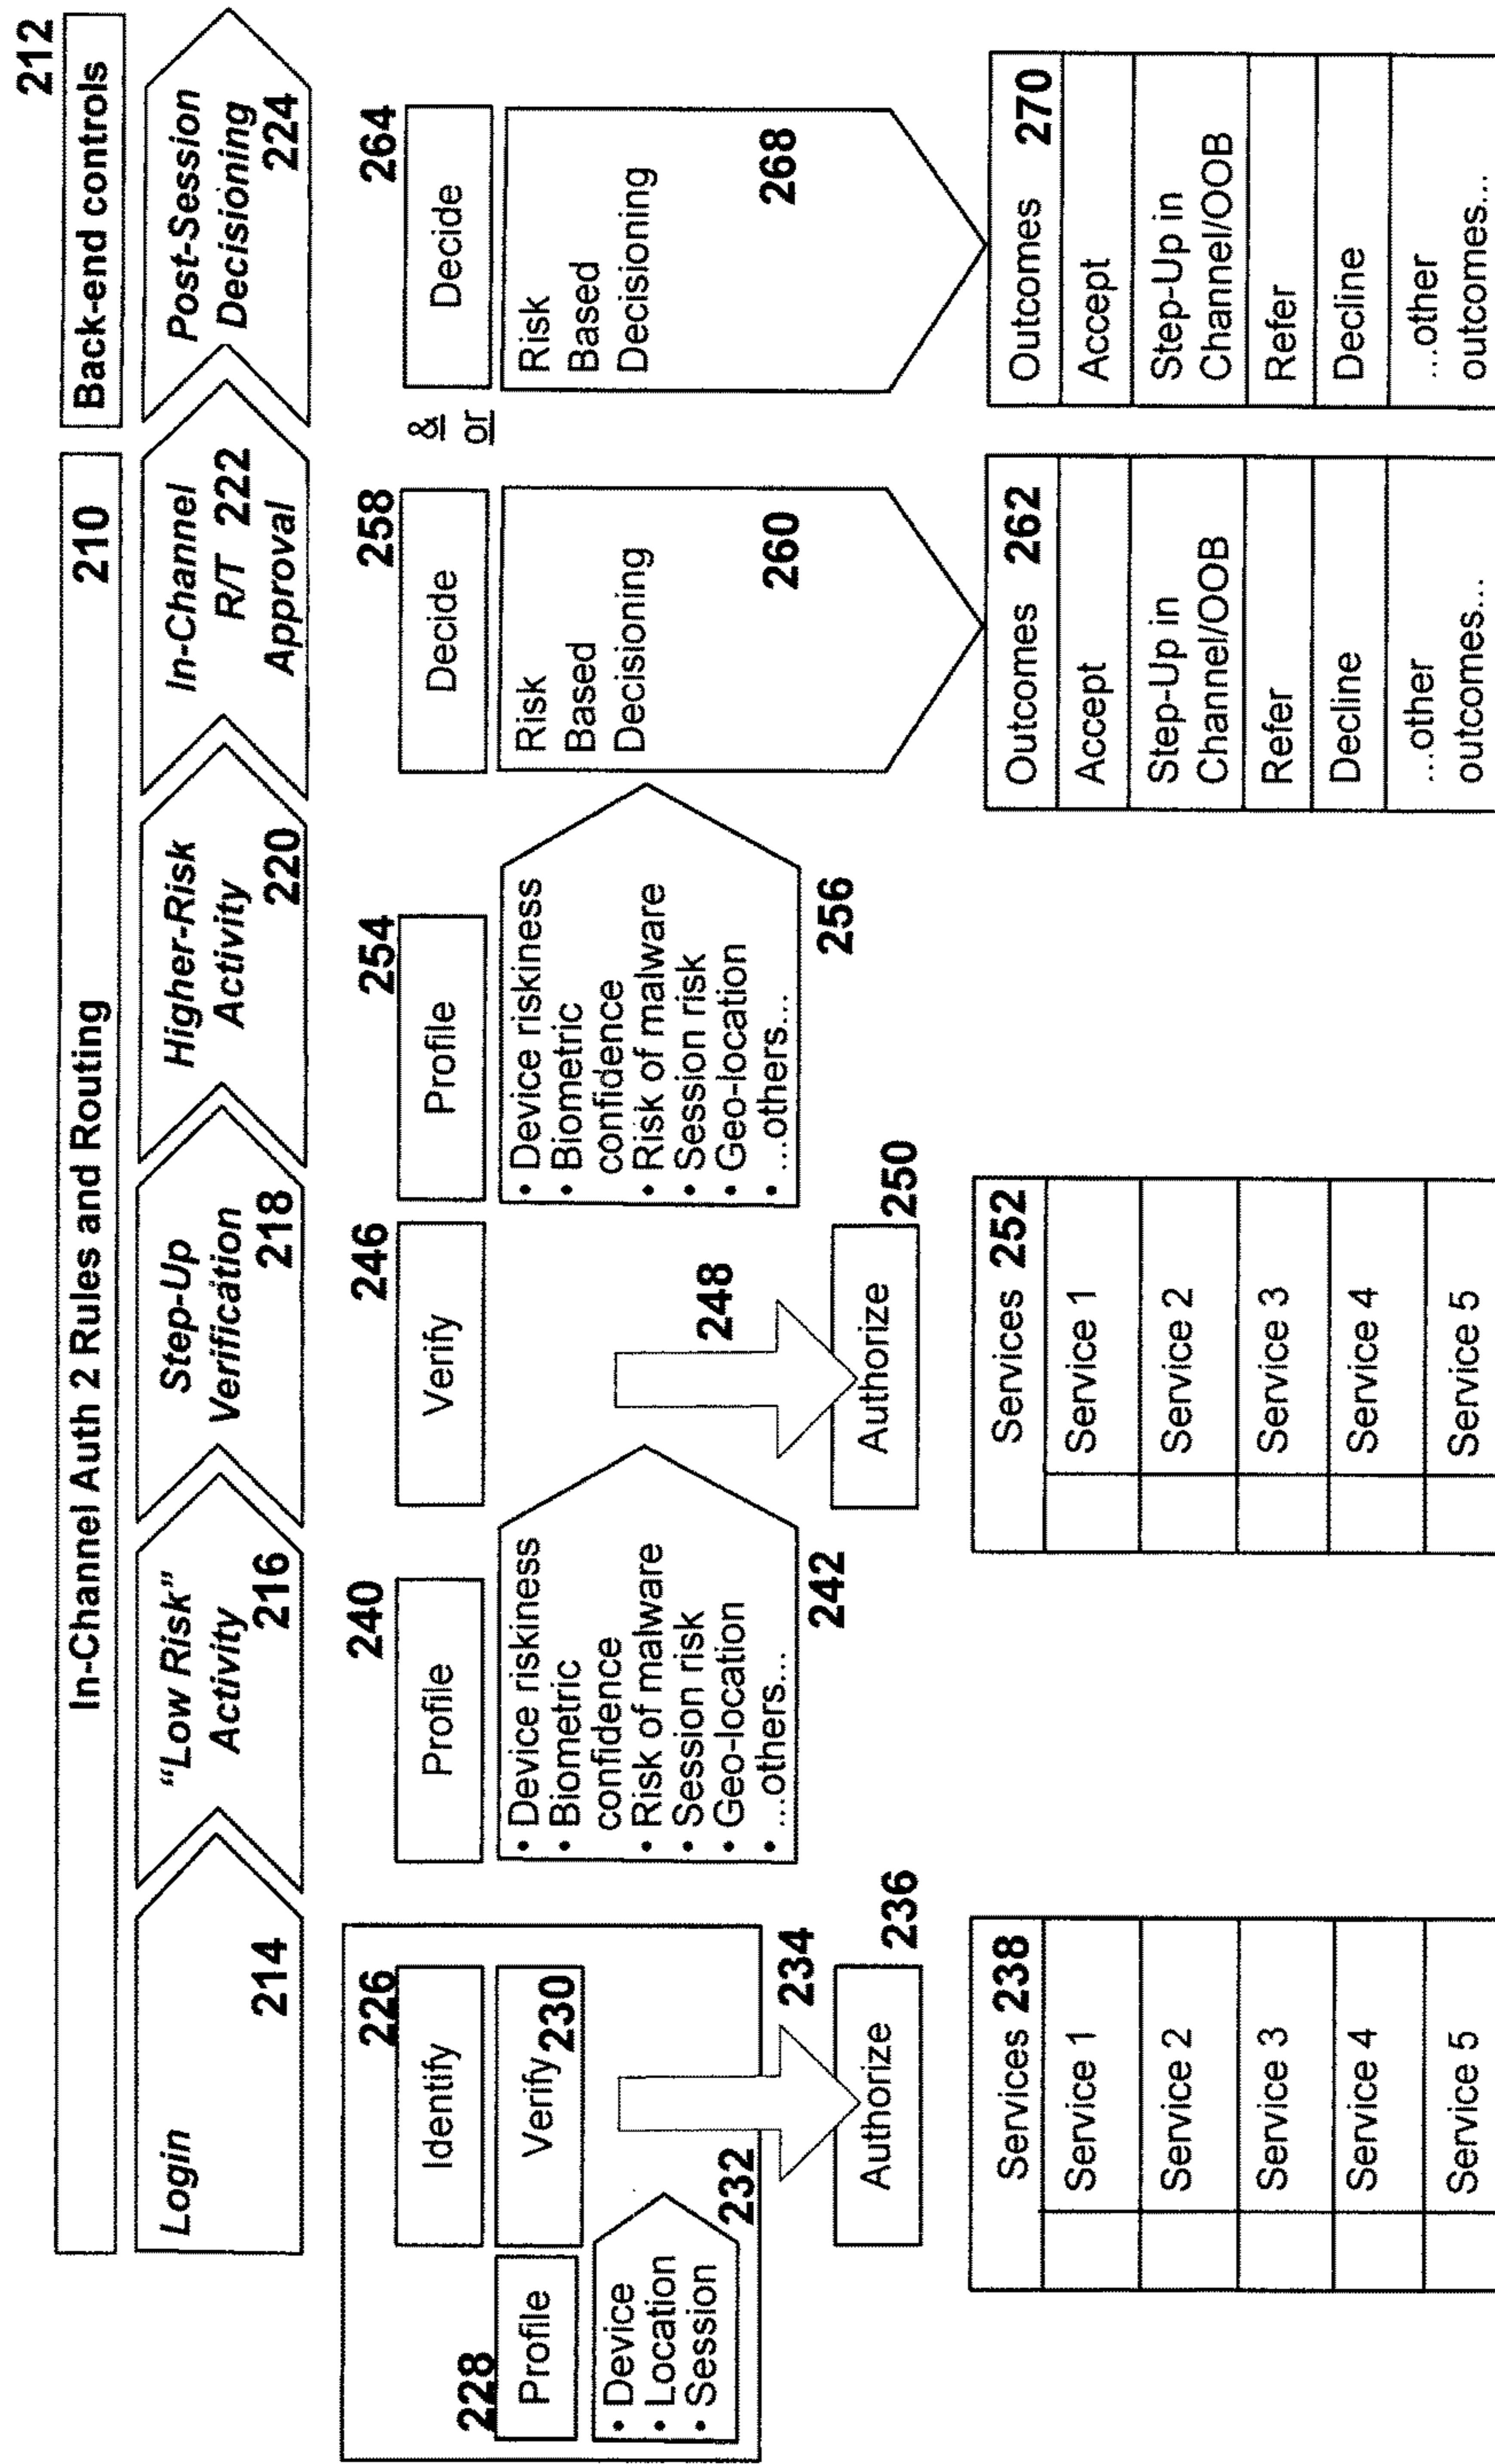 212
In-Channel Auth 2 Rules and Routing 210
Back-end controls
Login
214
"Low Risk"
Activity
216
Step-Up
Verification
218
Higher-Risk
Activity
220
In-Channel
R/T 222
Approval
Post-Session
Decisioning
224
226
Identify
228
Profile
Verify 230
• Device
• Location
• Session
232
234
236
Authorize
Services 238
Service 1
Service 2
Service 3
Service 4
Service 5
240
Profile
• Device riskiness
• Biometric
confidence
• Risk of malware
• Session risk
• Geo-location
• ...others...
242
246
Verify
248
250
Authorize
Services 252
Service 1
Service 2
Service 3
Service 4
Service 5
254
Profile
• Device riskiness
• Biometric
confidence
• Risk of malware
• Session risk
• Geo-location
• ...others...
256
258
Decide
Risk
Based
Decisioning
260
Outcomes 262
Accept
Step-Up in
Channel/OOB
Refer
Decline
...other
outcomes...
&
or
264
Decide
Risk
Based
Decisioning
268
Outcomes 270
Accept
Step-Up in
Channel/OOB
Refer
Decline
...other
outcomes...